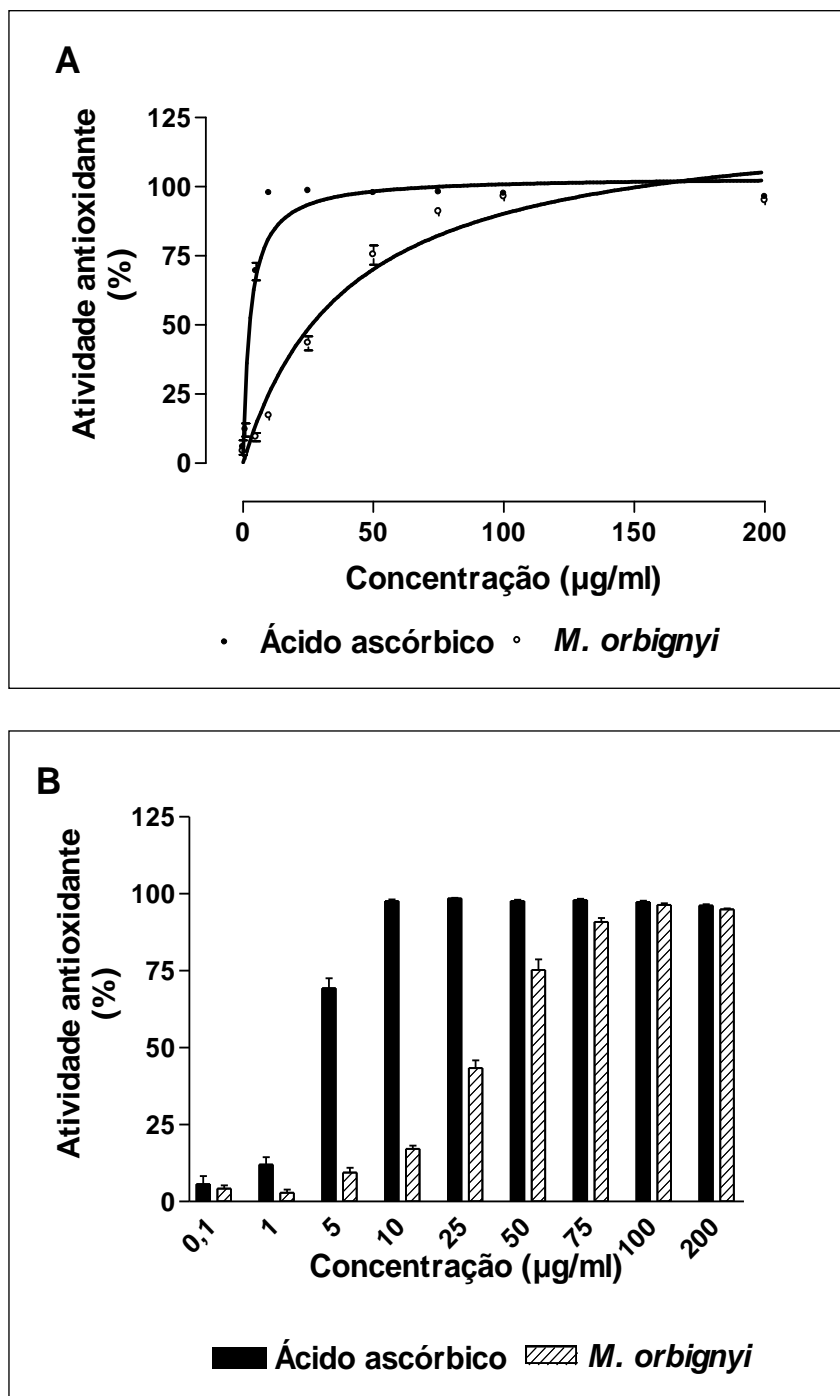 A
Atividade antioxidante
(%)
125
100
75
50
25
0
0 50 100 150 200
Concentração (µg/ml)
Ácido ascórbico M. orbignyi
B
Atividade antioxidante
(%)
125
100
75
50
25
0
0,1 1 5 10 25 50 75 100 200
Concentração (µg/ml)
Ácido ascórbico M. orbignyi